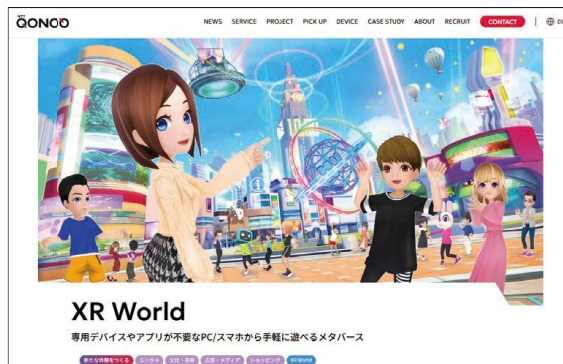 NTT
QONOQ
NEWS SERVICE PROJECT PICK UP DEVICE CASE STUDY ABOUT RECRUIT CONTACT EN
XR World
専用デバイスやアプリが不要なPC/スマホから手軽に遊べるメタバース
新たな体験をつくる エンタメ 文化・芸術 広告・メディア ショッピング XR World